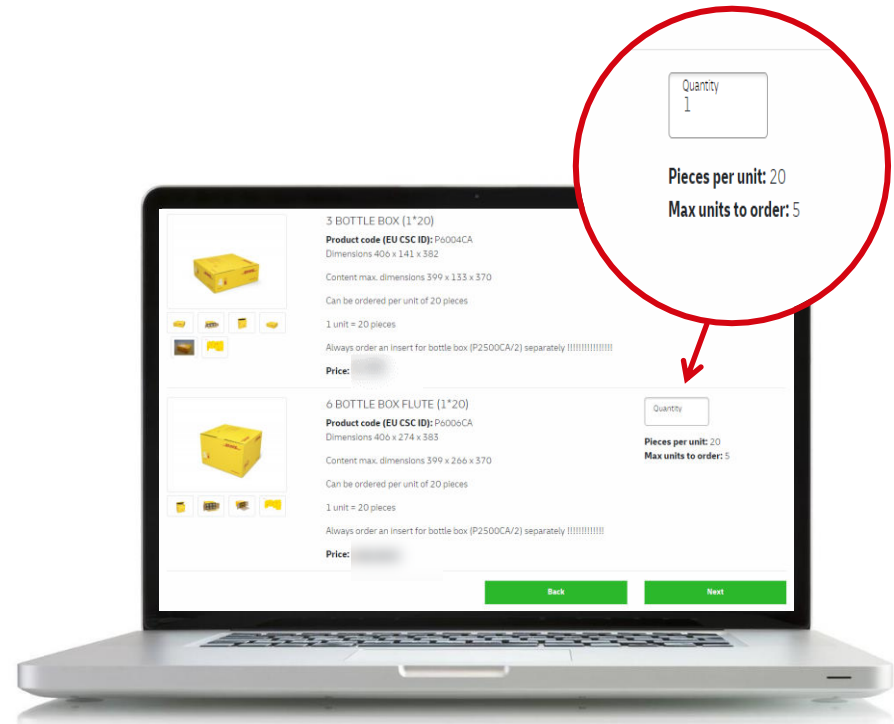 Quantity
1
Pieces per unit: 20
Max units to order: 5
3 BOTTLE BOX (1*20)
Product code (EU CSC ID): P6004CA
Dimensions 406 x 141 x 382
Content max. dimensions 399 x 133 x 370
Can be ordered per unit of 20 pieces
1 unit = 20 pieces
Always order an insert for bottle box (P2500CA/2) separately !!!!!!!!!!!!!!!!
Price:
6 BOTTLE BOX FLUTE (1*20)
Product code (EU CSC ID): P6006CA
Dimensions 406 x 274 x 383
Content max. dimensions 399 x 266 x 370
Can be ordered per unit of 20 pieces
1 unit = 20 pieces
Always order an insert for bottle box (P2500CA/2) separately !!!!!!!!!!!!!
Price:
Quantity
Pieces per unit: 20
Max units to order: 5
Back
Next